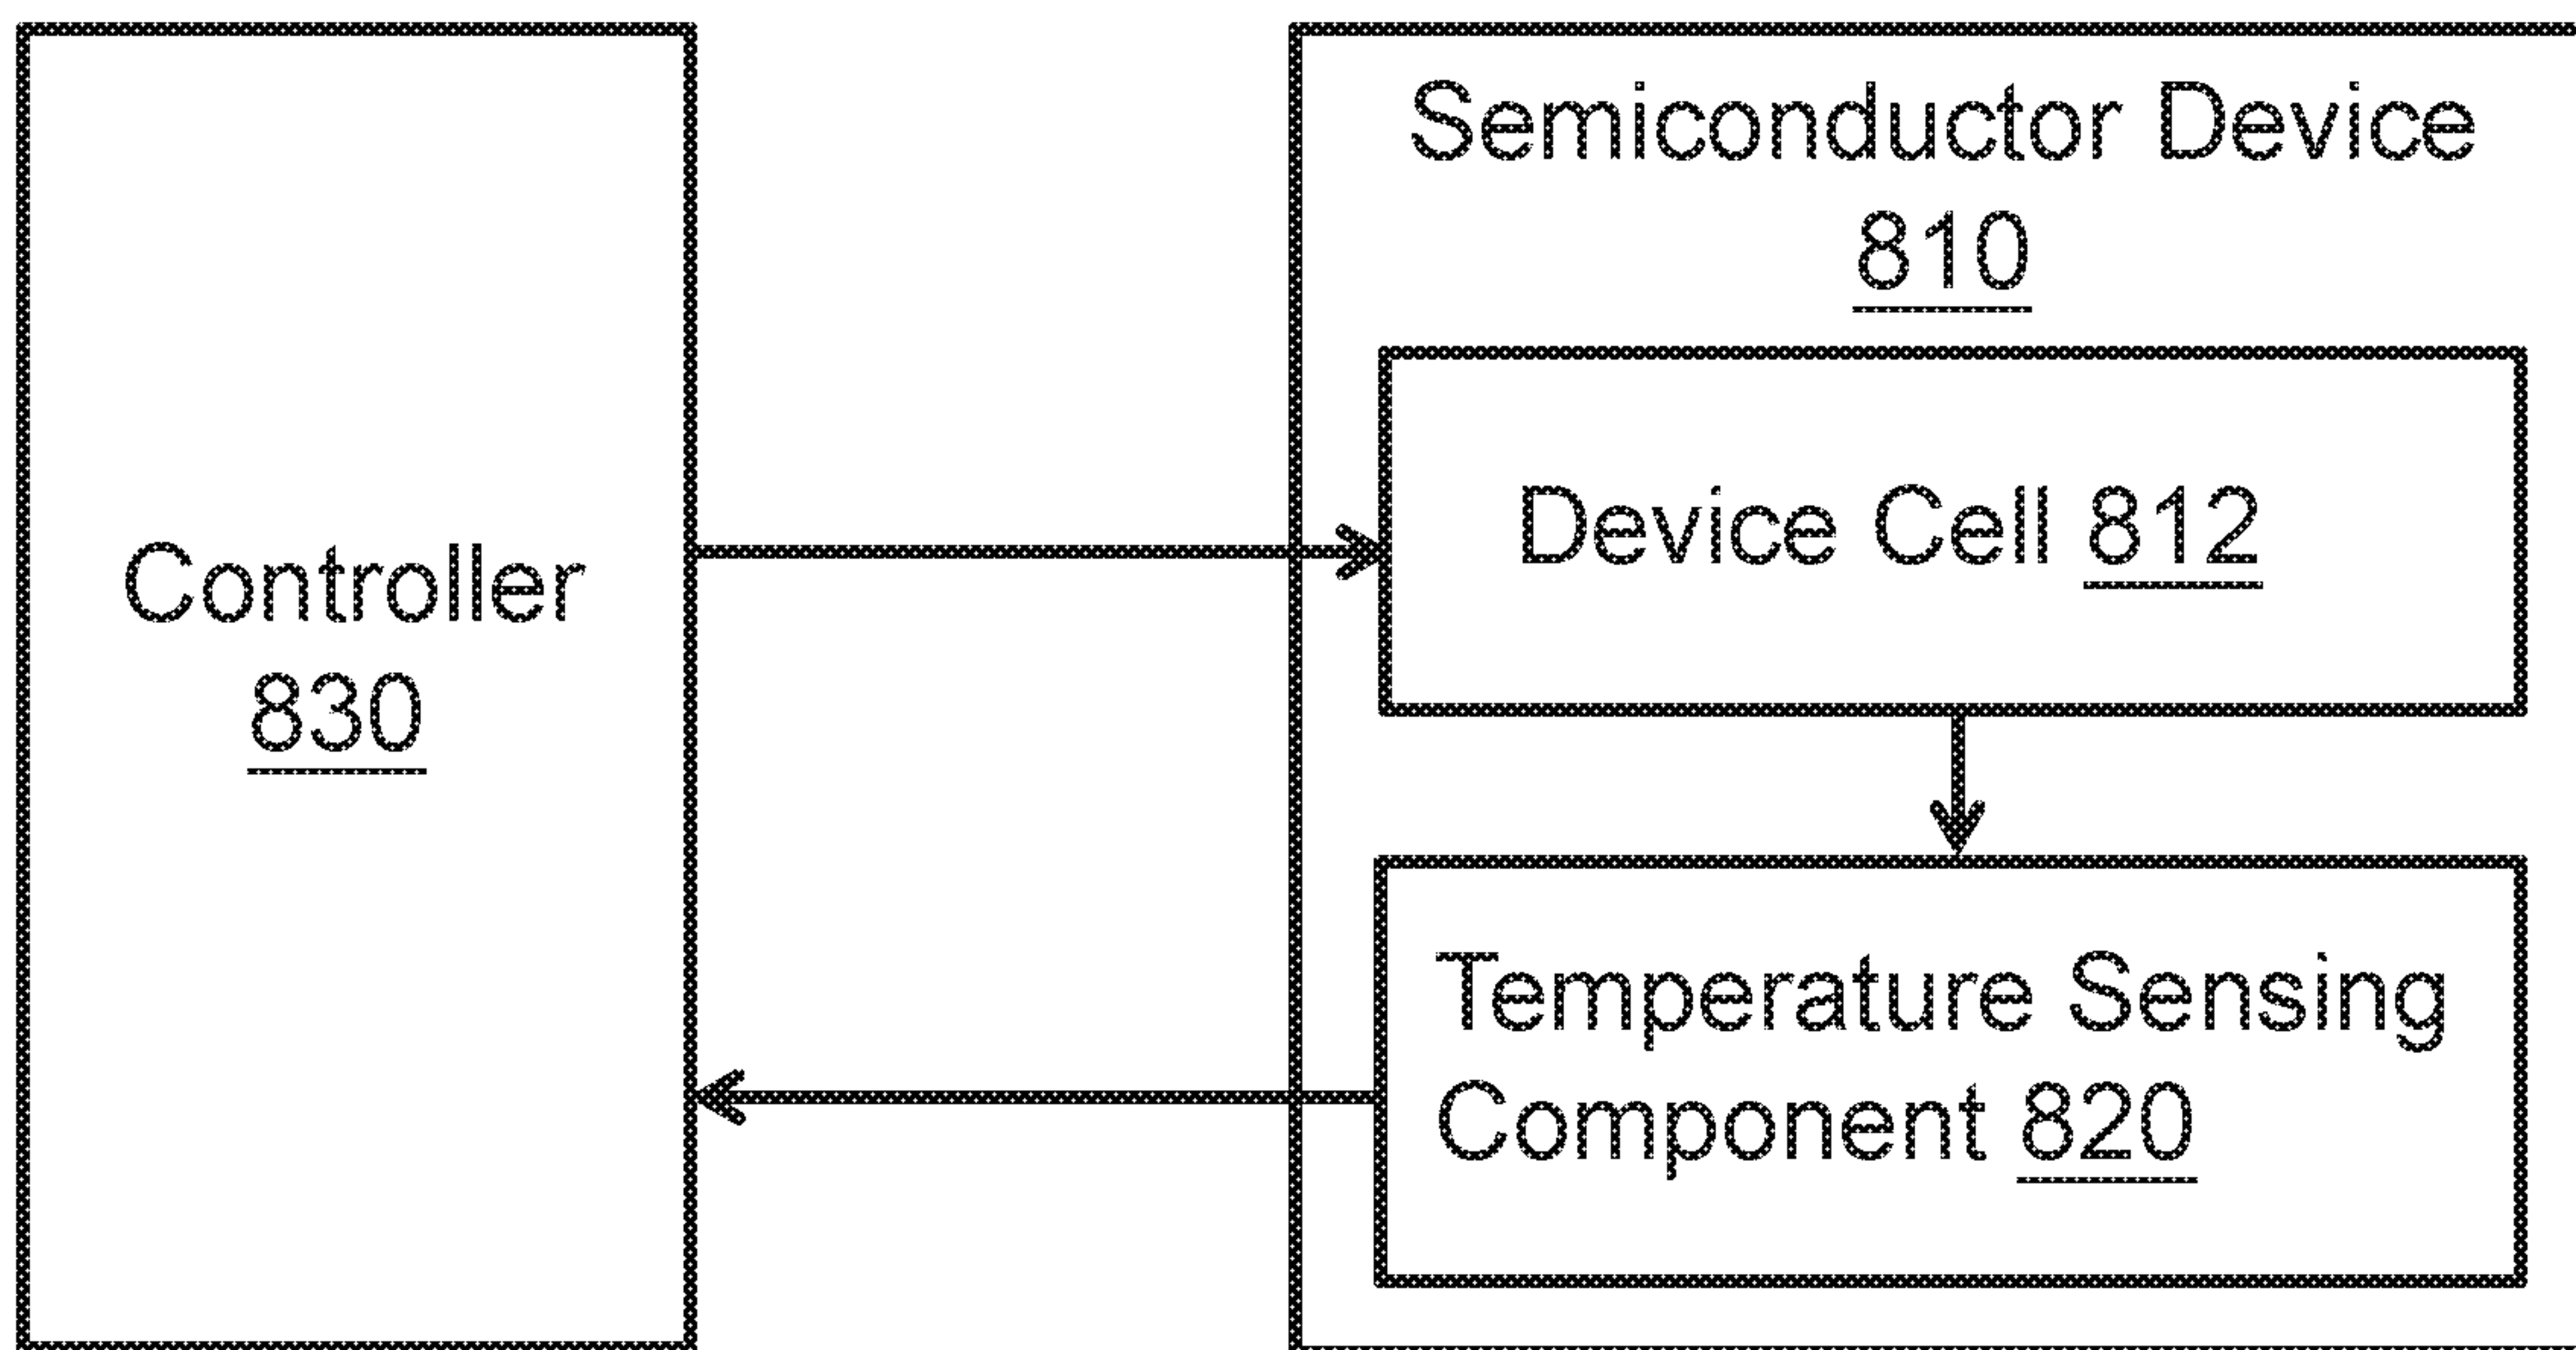 Controller
830
Semiconductor Device
810
Device Cell 812
Temperature Sensing
Component 820